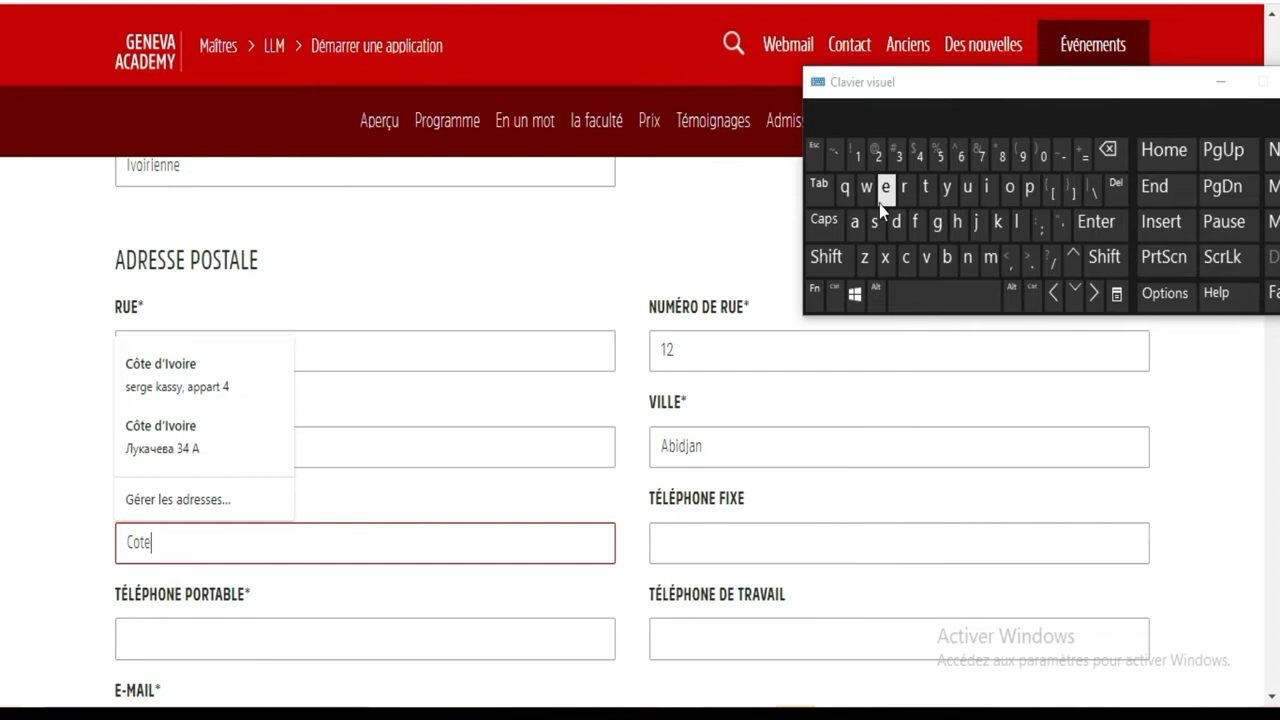 GENEVA
ACADEMY
Maîtres > LLM > Démarrer une application
Webmail Contact Anciens Des nouvelles Événements
Clavier visuel
Aperçu Programme En un mot la faculté Prix Témoignages Admiss
Esc ~ ` ! 1 @ 2 # 3 $ 4 % 5 ^ 6 & 7 * 8 ( 9 ) 0 _ - + = Home PgUp N
Tab q w e r t y u i o p { [ } ] | \ Del End PgDn M
Caps a s d f g h j k l : ; " ' Enter Insert Pause M
Shift z x c v b n m < , > . ? / ^ Shift PrtScn ScrLk D
Fn Ctrl Alt Alt Ctrl Options Help Fa
Ivoirienne
ADRESSE POSTALE
RUE*
NUMÉRO DE RUE*
12
Côte d'Ivoire
serge kassy, appart 4
Côte d'Ivoire
Лукачева 34 А
Gérer les adresses...
VILLE*
Abidjan
TÉLÉPHONE FIXE
Cote
TÉLÉPHONE PORTABLE*
TÉLÉPHONE DE TRAVAIL
Activer Windows
Accédez aux paramètres pour activer Windows.
E-MAIL*